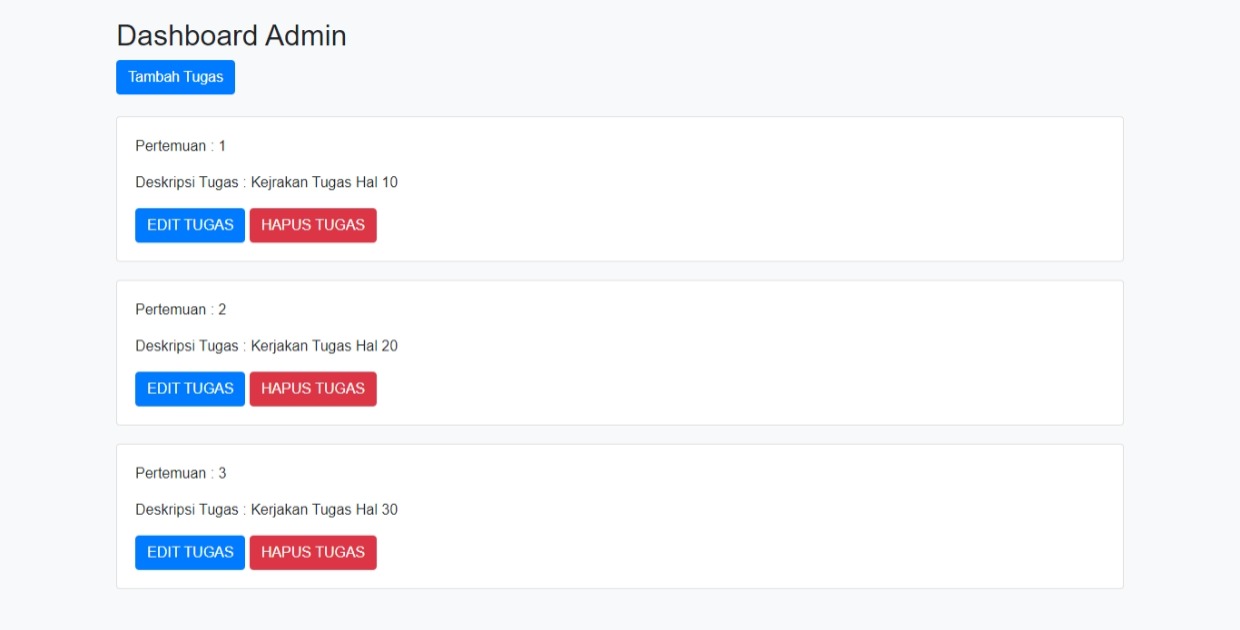 Dashboard Admin
Tambah Tugas
Pertemuan : 1
Deskripsi Tugas : Kejrakan Tugas Hal 10
EDIT TUGAS HAPUS TUGAS
Pertemuan : 2
Deskripsi Tugas : Kerjakan Tugas Hal 20
EDIT TUGAS HAPUS TUGAS
Pertemuan : 3
Deskripsi Tugas : Kerjakan Tugas Hal 30
EDIT TUGAS HAPUS TUGAS